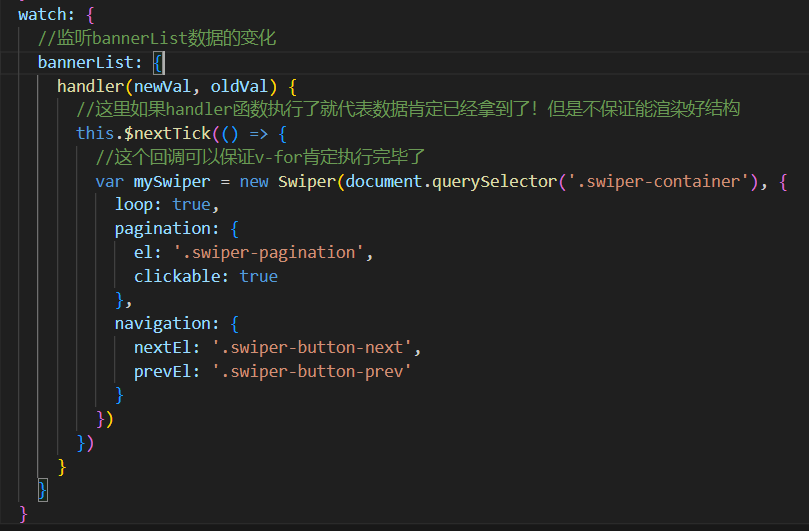 watch: {
//监听bannerList数据的变化
bannerList: {
handler(newVal, oldVal) {
//这里如果handler函数执行了就代表数据肯定已经拿到了！但是不保证能渲染好结构
this.$nextTick(() => {
//这个回调可以保证v-for肯定执行完毕了
var mySwiper = new Swiper(document.querySelector('.swiper-container'), {
loop: true,
pagination: {
el: '.swiper-pagination',
clickable: true
},
navigation: {
nextEl: '.swiper-button-next',
prevEl: '.swiper-button-prev'
}
})
})
}
}
}